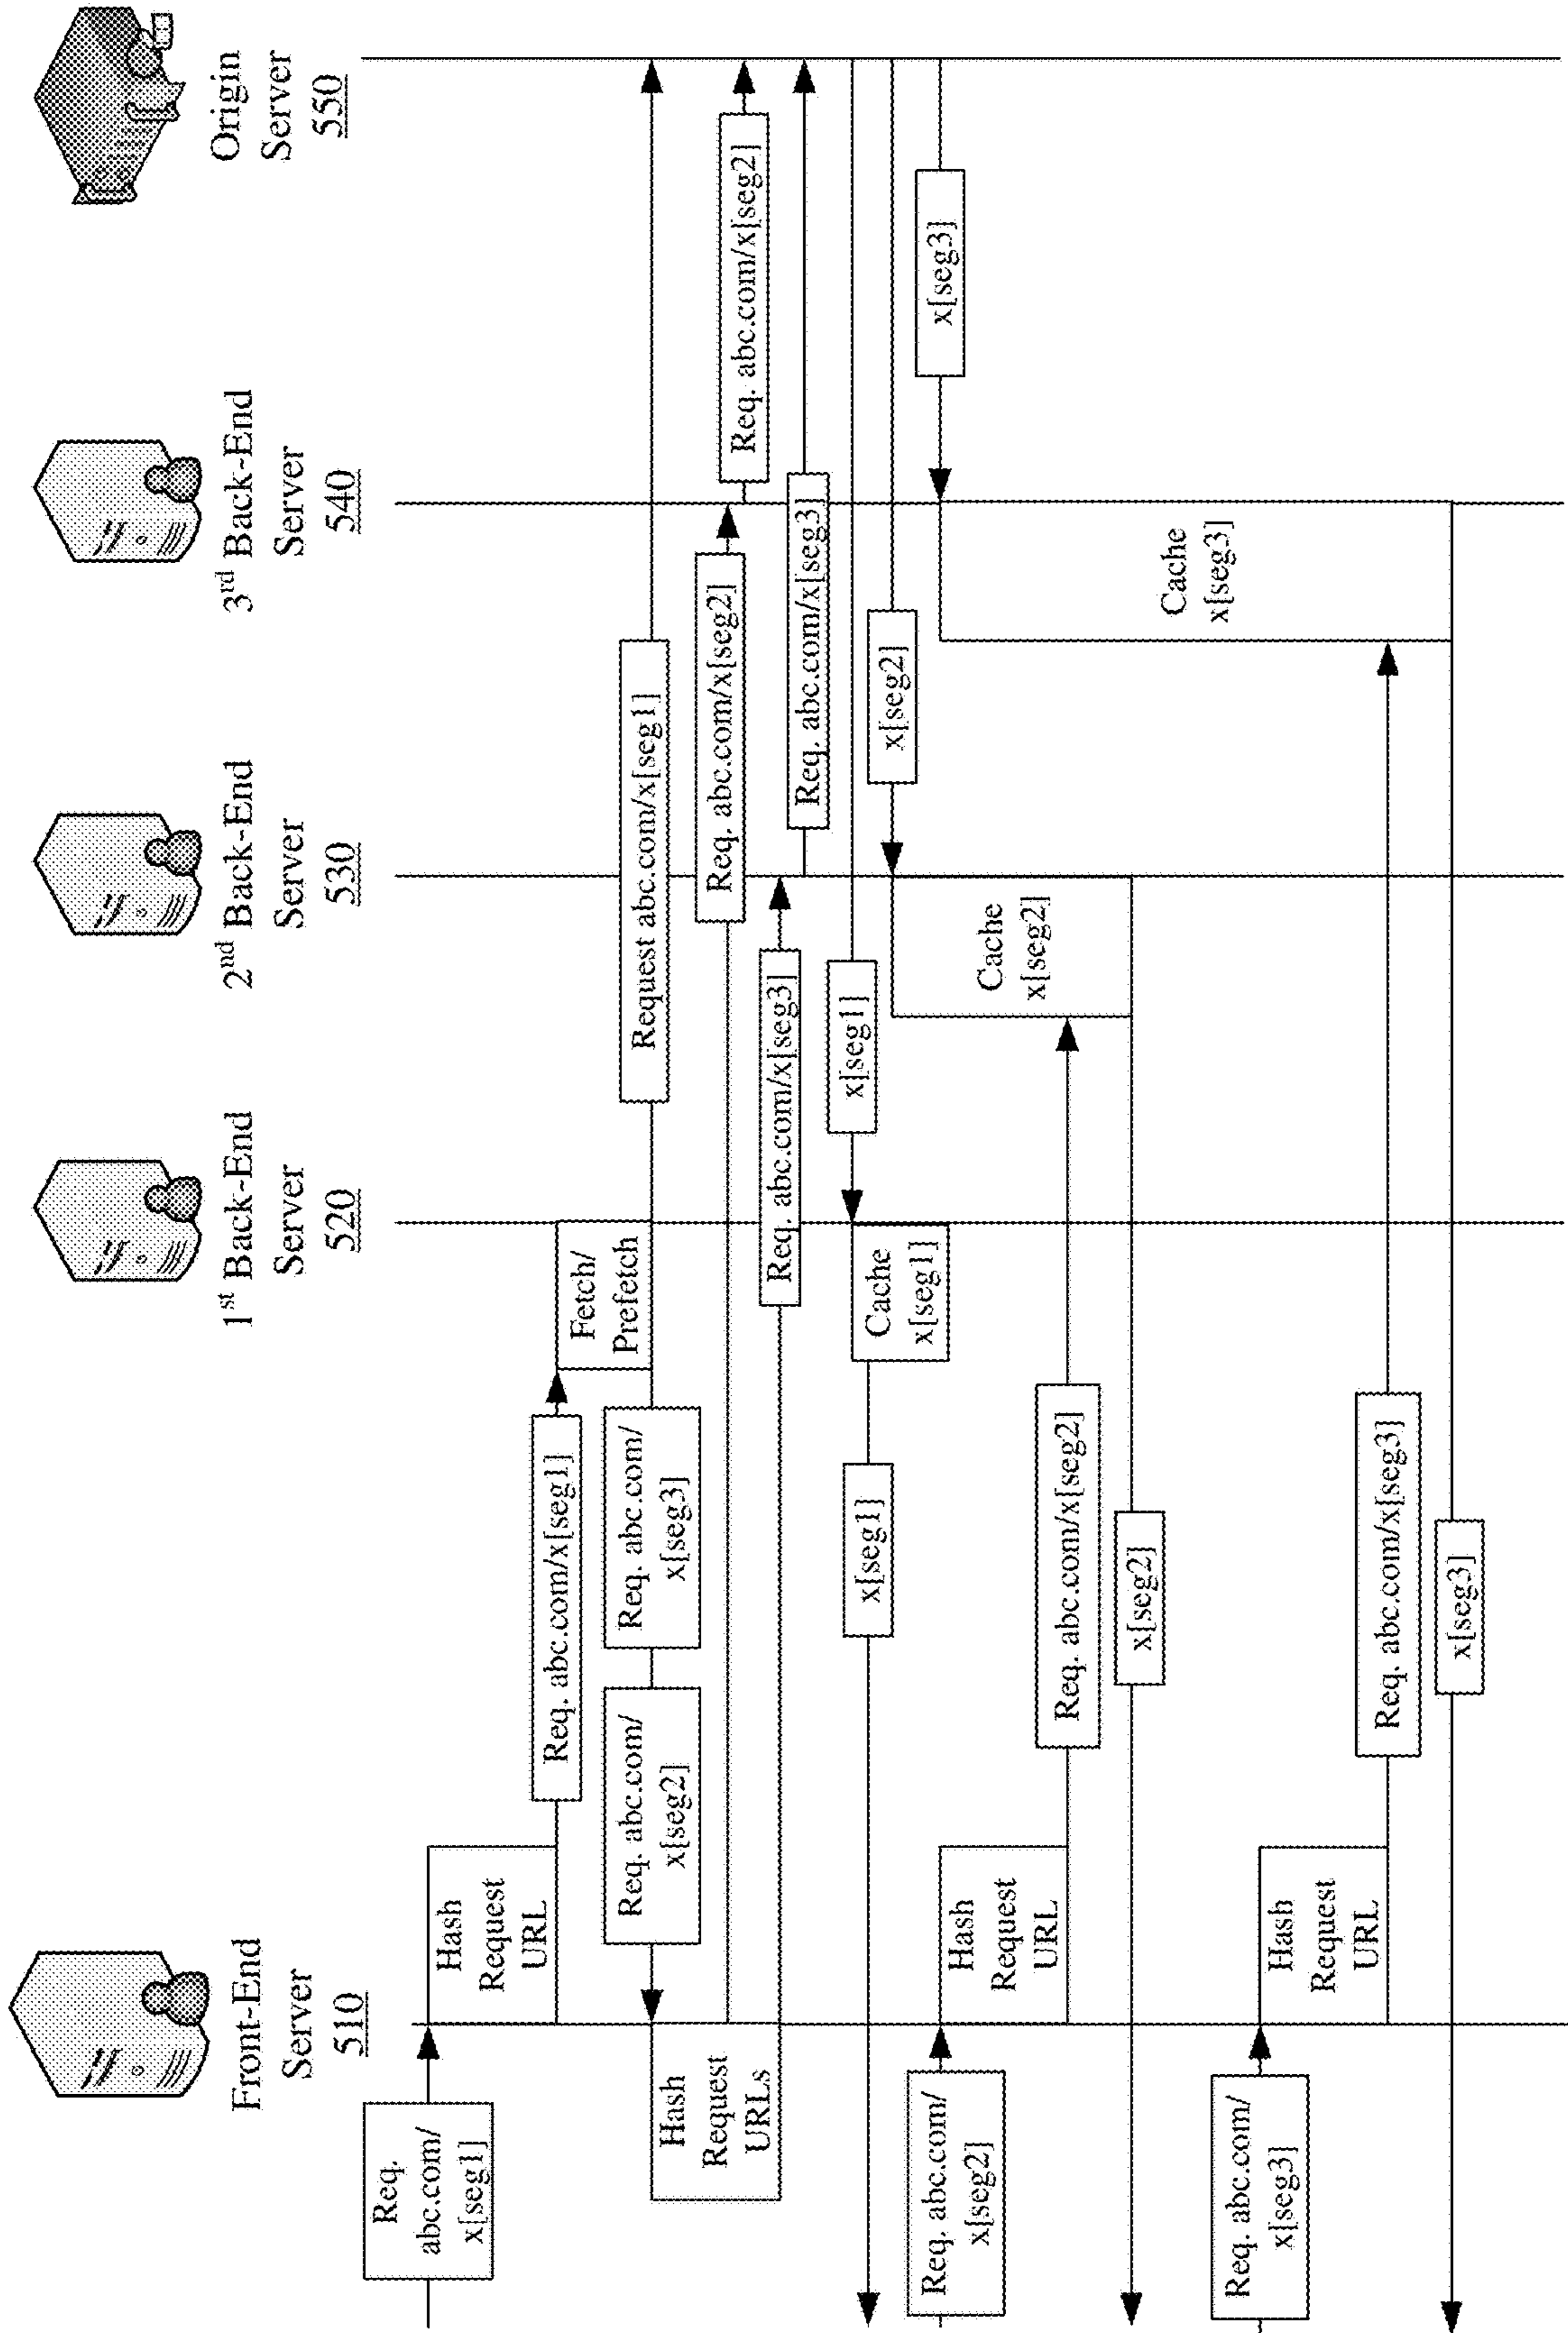 Front-End
Server
510
1st Back-End
Server
520
2nd Back-End
Server
530
3rd Back-End
Server
540
Origin
Server
550
Req.
abc.com/
x[seg1]
Hash
Request
URL
Req. abc.com/x[seg1]
Fetch/
Prefetch
Req. abc.com/
x[seg2]
Req. abc.com/
x[seg3]
Request abc.com/x[seg1]
Hash
Request
URLs
Req. abc.com/x[seg2]
Req. abc.com/x[seg2]
Req. abc.com/x[seg3]
Req. abc.com/x[seg3]
x[seg1]
Cache
x[seg1]
x[seg1]
x[seg2]
Cache
x[seg2]
x[seg3]
Cache
x[seg3]
Req. abc.com/
x[seg2]
Hash
Request
URL
Req. abc.com/x[seg2]
x[seg2]
Req. abc.com/
x[seg3]
Hash
Request
URL
Req. abc.com/x[seg3]
x[seg3]